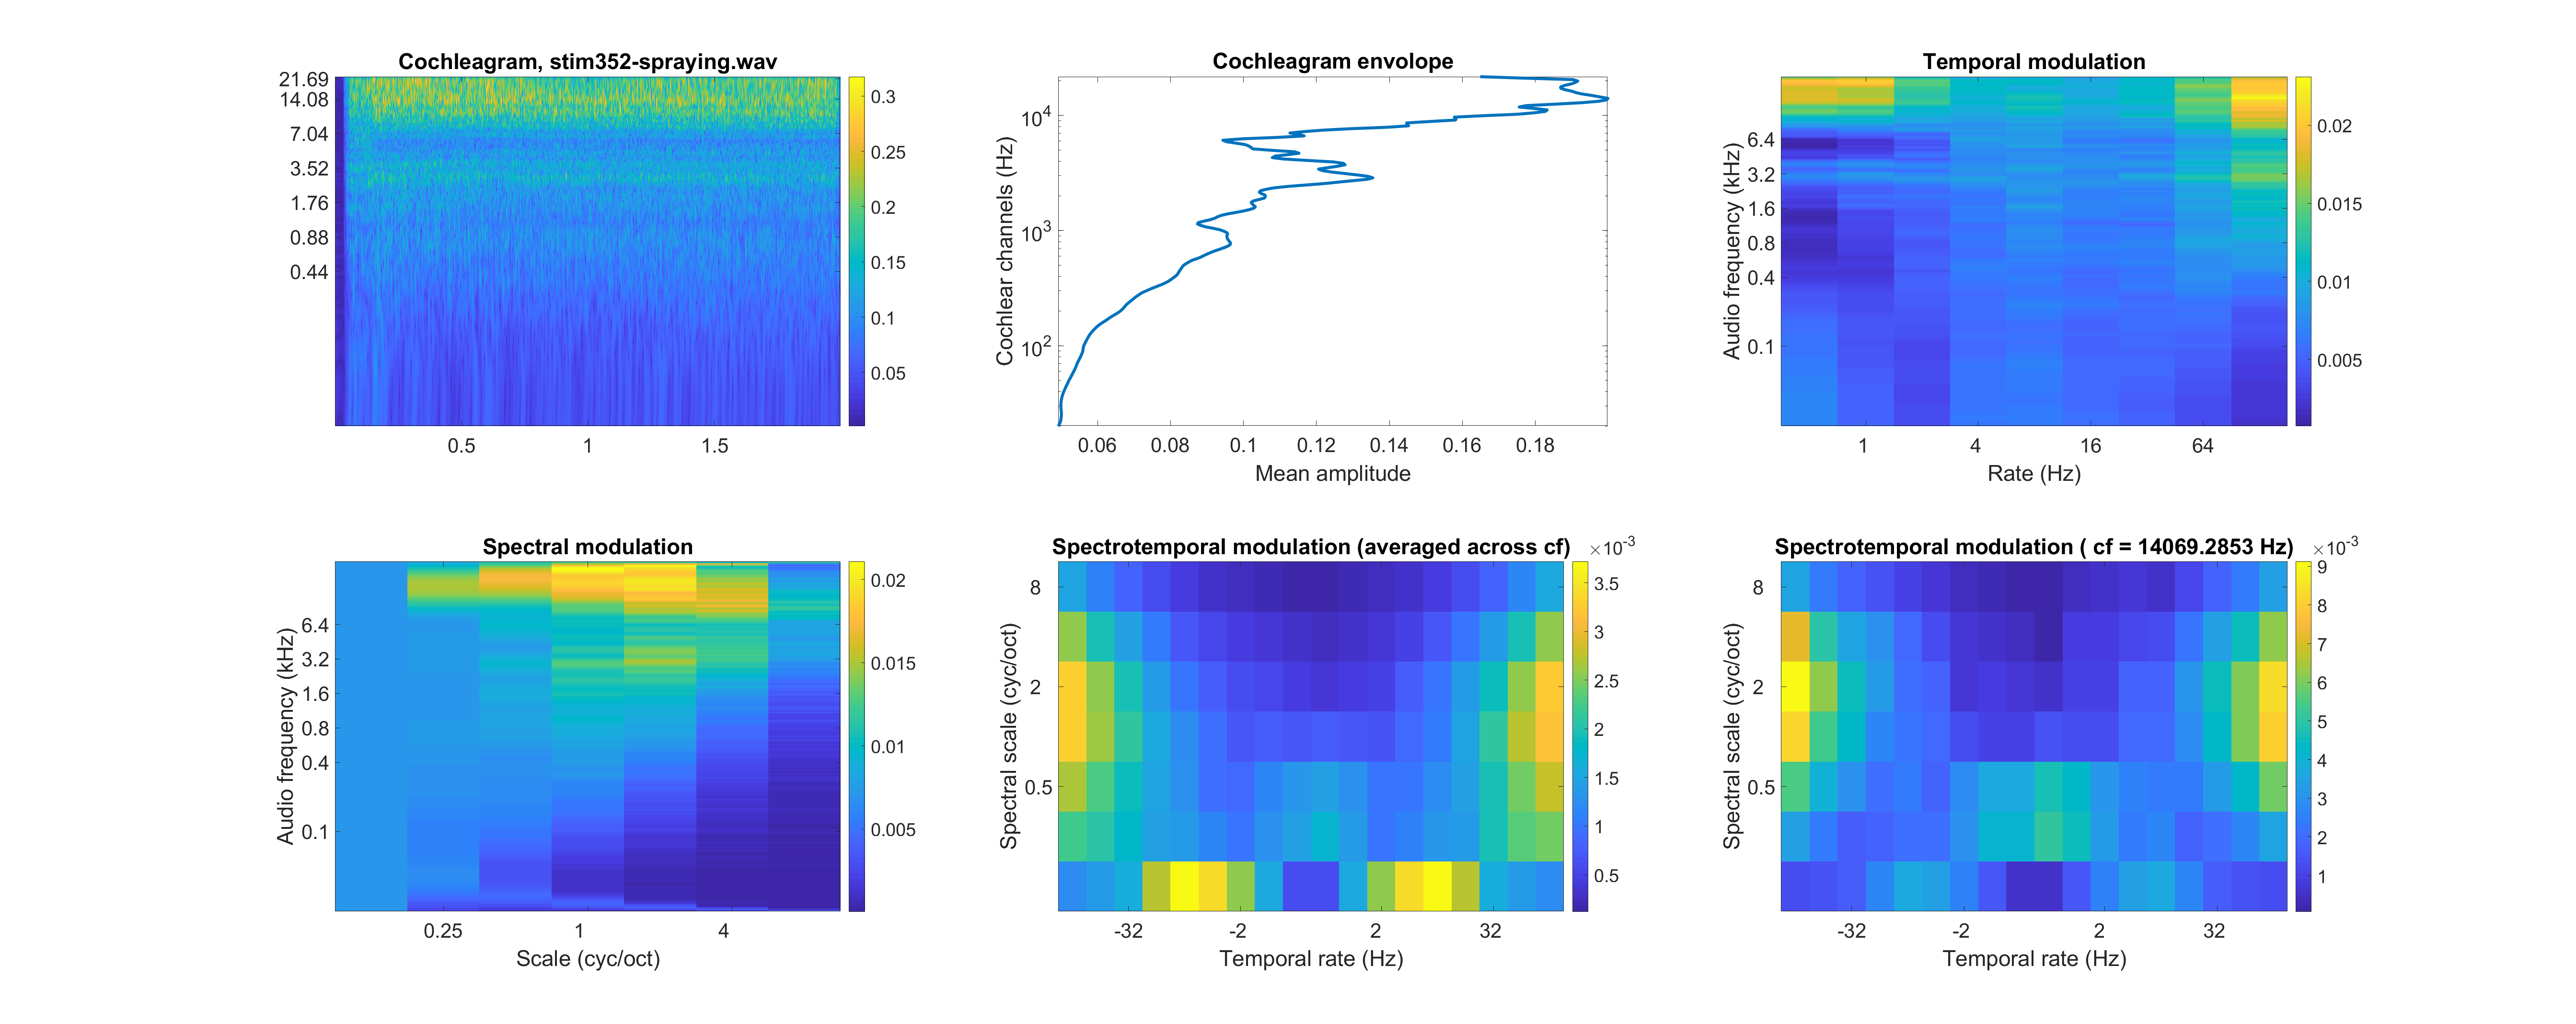 Cochleagram, stim352-spraying.wav
21.69
14.08
7.04
3.52
1.76
0.88
0.44
0.5 1 1.5
0.3
0.25
0.2
0.15
0.1
0.05
Cochleagram envolope
Cochlear channels (Hz)
10^4
10^3
10^2
0.06 0.08 0.1 0.12 0.14 0.16 0.18
Mean amplitude
Temporal modulation
Audio frequency (kHz)
6.4
3.2
1.6
0.8
0.4
0.1
1 4 16 64
Rate (Hz)
0.02
0.015
0.01
0.005
Spectral modulation
Audio frequency (kHz)
6.4
3.2
1.6
0.8
0.4
0.1
0.25 1 4
Scale (cyc/oct)
0.02
0.015
0.01
0.005
Spectrotemporal modulation (averaged across cf)
×10^-3
Spectral scale (cyc/oct)
8
2
0.5
-32 -2 2 32
Temporal rate (Hz)
3.5
3
2.5
2
1.5
1
0.5
Spectrotemporal modulation ( cf = 14069.2853 Hz)
×10^-3
Spectral scale (cyc/oct)
8
2
0.5
-32 -2 2 32
Temporal rate (Hz)
9
8
7
6
5
4
3
2
1